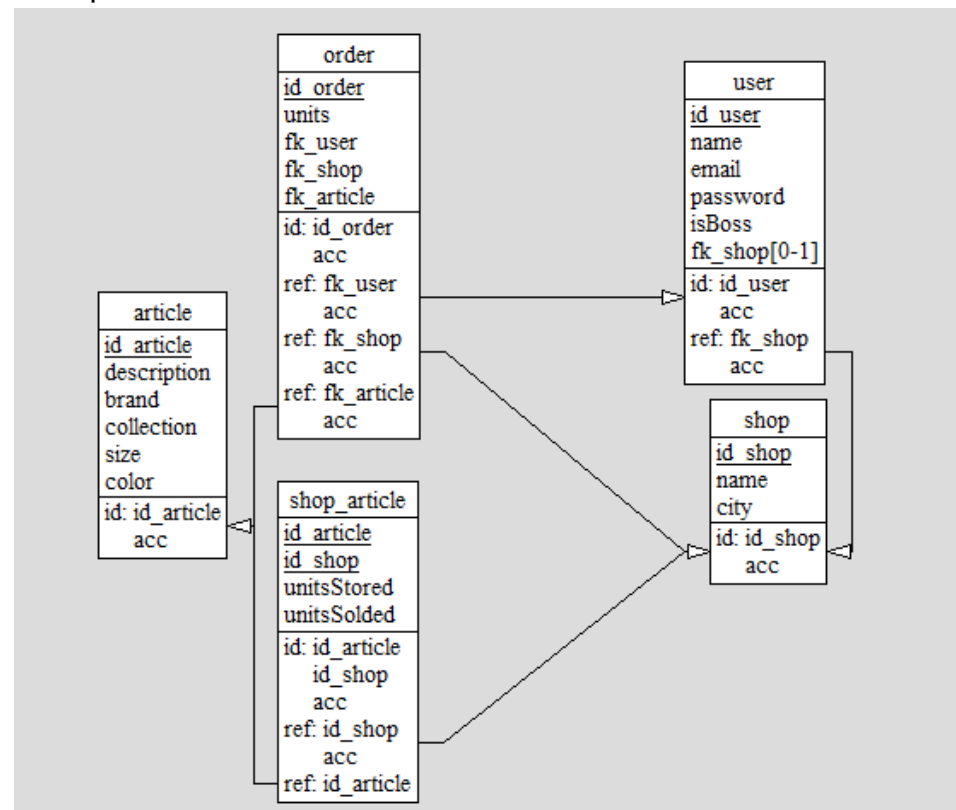 order
id_order
units
fk_user
fk_shop
fk_article
id: id_order
acc
ref: fk_user
acc
ref: fk_shop
acc
ref: fk_article
acc
user
id_user
name
email
password
isBoss
fk_shop[0-1]
id: id_user
acc
ref: fk_shop
acc
article
id_article
description
brand
collection
size
color
id: id_article
acc
shop
id_shop
name
city
id: id_shop
acc
shop_article
id_article
id_shop
unitsStored
unitsSolded
id: id_article
id_shop
acc
ref: id_shop
acc
ref: id_article